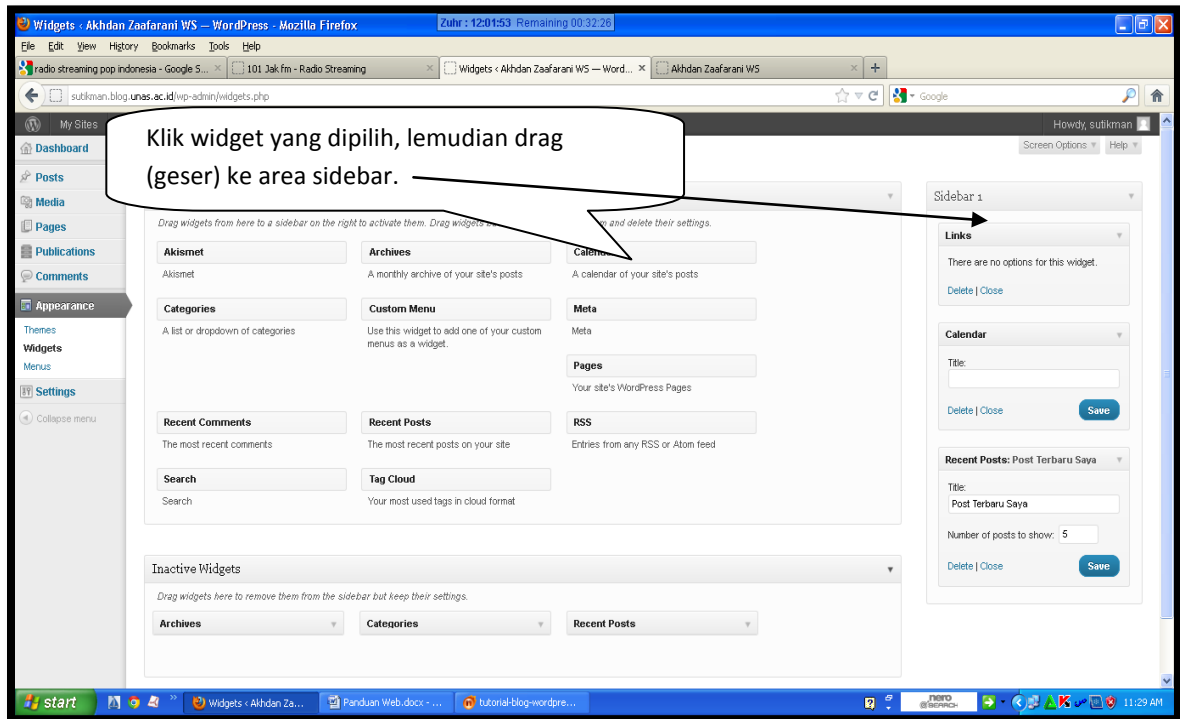 Widgets ‹ Akhdan Zaafarani WS — WordPress - Mozilla Firefox
Zuhr : 12:01:53 Remaining 00:32:26
File Edit View History Bookmarks Tools Help
radio streaming pop indonesia - Google S...
101 Jak fm - Radio Streaming
Widgets ‹ Akhdan Zaafarani WS — Word...
Akhdan Zaafarani WS
sutikman.blog.unas.ac.id/wp-admin/widgets.php
Google
My Sites
Howdy, sutikman
Klik widget yang dipilih, lemudian drag
(geser) ke area sidebar.
Screen Options Help
Dashboard
Posts
Media
Pages
Publications
Comments
Appearance
Themes
Widgets
Menus
Settings
Collapse menu
Drag widgets from here to a sidebar on the right to activate them. Drag widgets
and delete their settings.
Akismet
Akismet
Archives
A monthly archive of your site's posts
A calendar of your site's posts
Categories
A list or dropdown of categories
Custom Menu
Use this widget to add one of your custom
menus as a widget.
Meta
Meta
Pages
Your site's WordPress Pages
Recent Comments
The most recent comments
Recent Posts
The most recent posts on your site
RSS
Entries from any RSS or Atom feed
Search
Search
Tag Cloud
Your most used tags in cloud format
Inactive Widgets
Drag widgets here to remove them from the sidebar but keep their settings.
Archives
Categories
Recent Posts
Sidebar 1
Links
There are no options for this widget.
Delete | Close
Calendar
Title:
Delete | Close
Save
Recent Posts: Post Terbaru Saya
Title:
Post Terbaru Saya
Number of posts to show: 5
Delete | Close
Save
start
Widgets ‹ Akhdan Za...
Panduan Web.docx - ...
tutorial-blog-wordpre...
nero
SEARCH
11:29 AM